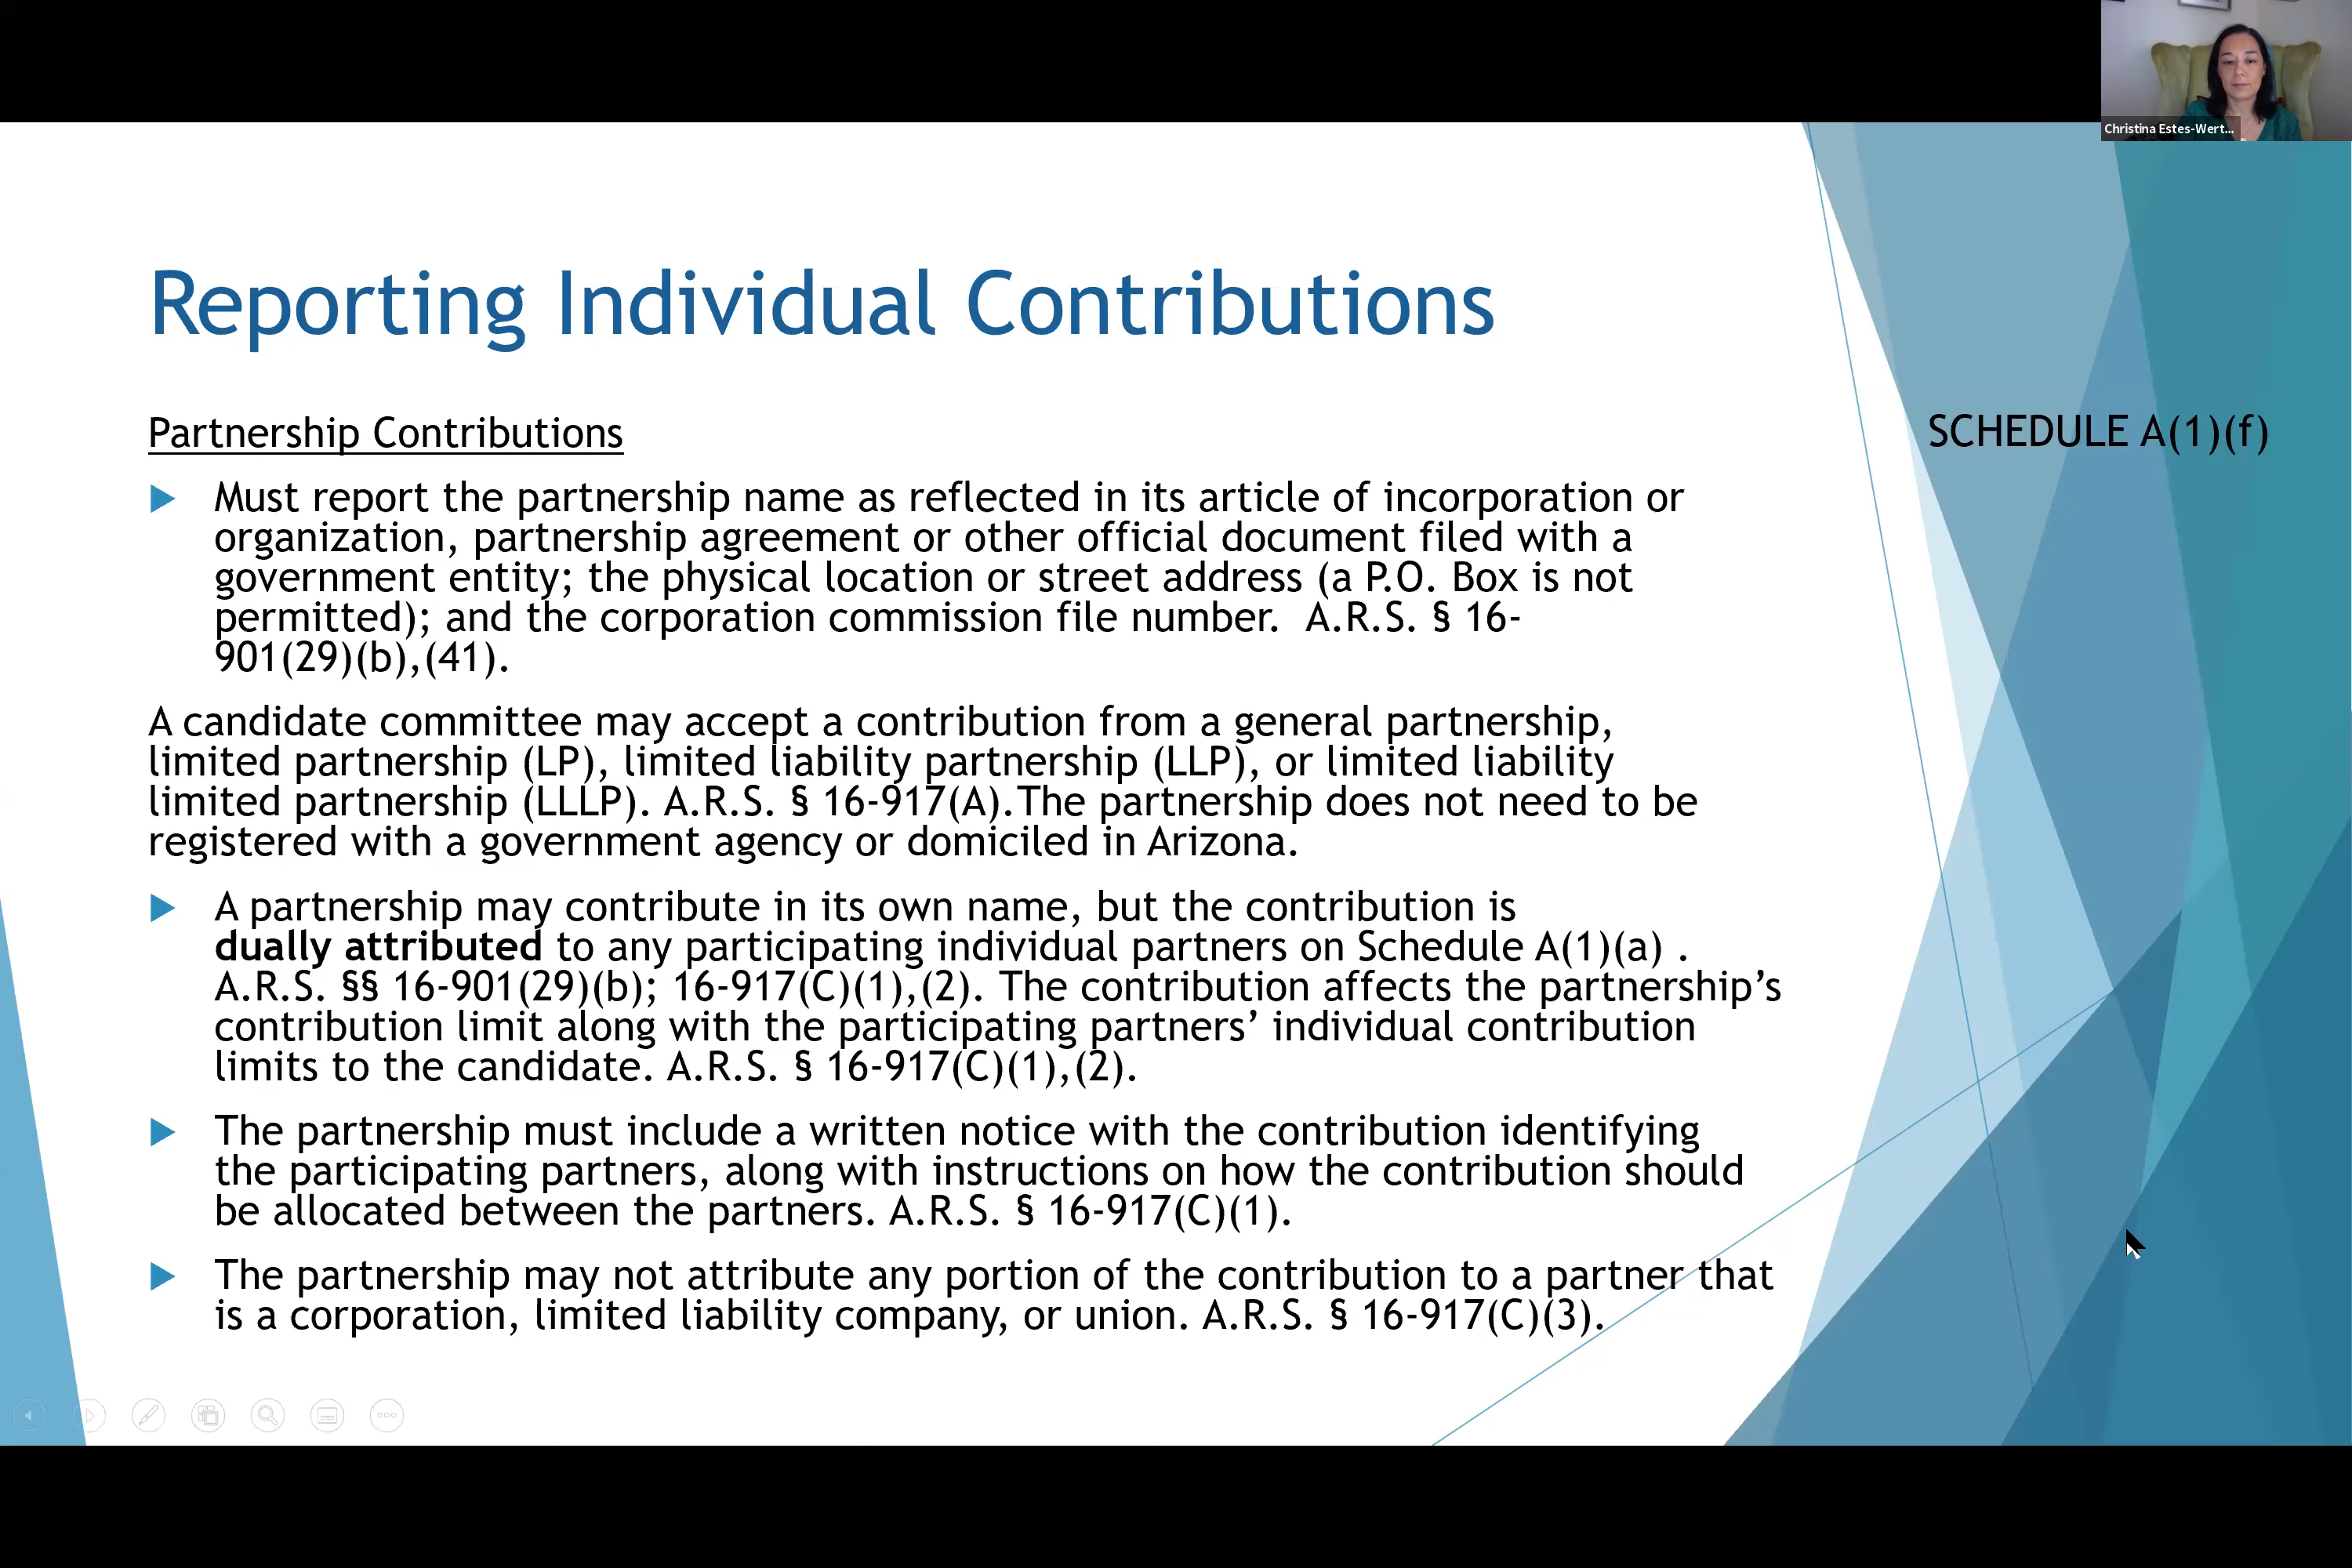 Christina Estes-Wert...
Reporting Individual Contributions
Partnership Contributions
SCHEDULE A(1)(f)
Must report the partnership name as reflected in its article of incorporation or
organization, partnership agreement or other official document filed with a
government entity; the physical location or street address (a P.O. Box is not
permitted); and the corporation commission file number.  A.R.S. § 16-
901(29)(b),(41).
A candidate committee may accept a contribution from a general partnership,
limited partnership (LP), limited liability partnership (LLP), or limited liability
limited partnership (LLLP). A.R.S. § 16-917(A).The partnership does not need to be
registered with a government agency or domiciled in Arizona.
A partnership may contribute in its own name, but the contribution is
dually attributed to any participating individual partners on Schedule A(1)(a) .
A.R.S. §§ 16-901(29)(b); 16-917(C)(1),(2). The contribution affects the partnership’s
contribution limit along with the participating partners’ individual contribution
limits to the candidate. A.R.S. § 16-917(C)(1),(2).
The partnership must include a written notice with the contribution identifying
the participating partners, along with instructions on how the contribution should
be allocated between the partners. A.R.S. § 16-917(C)(1).
The partnership may not attribute any portion of the contribution to a partner that
is a corporation, limited liability company, or union. A.R.S. § 16-917(C)(3).